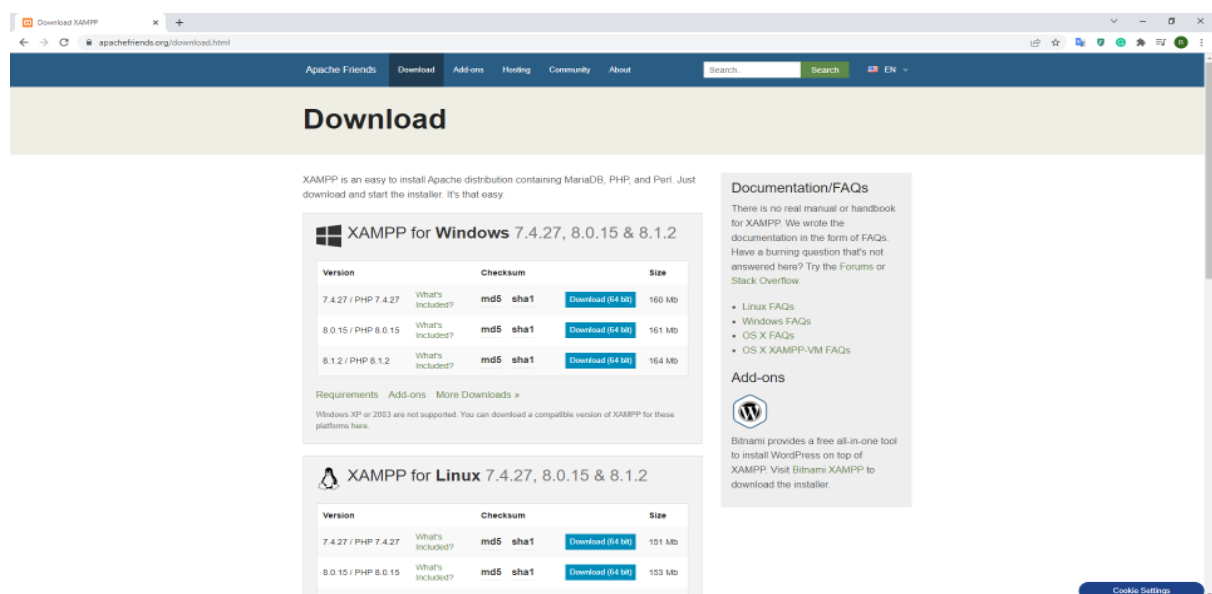 Download XAMPP
apachefriends.org/download.html
R
Apache Friends Download Add-ons Hosting Community About Search... Search EN
Download
XAMPP is an easy to install Apache distribution containing MariaDB, PHP, and Perl. Just
download and start the installer. It's that easy.
XAMPP for Windows 7.4.27, 8.0.15 & 8.1.2
Version Checksum Size
7.4.27 / PHP 7.4.27 What's Included? md5 sha1 Download (64 bit) 160 Mb
8.0.15 / PHP 8.0.15 What's Included? md5 sha1 Download (64 bit) 161 Mb
8.1.2 / PHP 8.1.2 What's Included? md5 sha1 Download (64 bit) 164 Mb
Requirements Add-ons More Downloads »
Windows XP or 2003 are not supported. You can download a compatible version of XAMPP for these
platforms here.
XAMPP for Linux 7.4.27, 8.0.15 & 8.1.2
Version Checksum Size
7.4.27 / PHP 7.4.27 What's Included? md5 sha1 Download (64 bit) 151 Mb
8.0.15 / PHP 8.0.15 What's Included? md5 sha1 Download (64 bit) 153 Mb
Documentation/FAQs
There is no real manual or handbook
for XAMPP. We wrote the
documentation in the form of FAQs.
Have a burning question that's not
answered here? Try the Forums or
Stack Overflow.
• Linux FAQs
• Windows FAQs
• OS X FAQs
• OS X XAMPP-VM FAQs
Add-ons
Bitnami provides a free all-in-one tool
to install WordPress on top of
XAMPP. Visit Bitnami XAMPP to
download the installer.
Cookie Settings